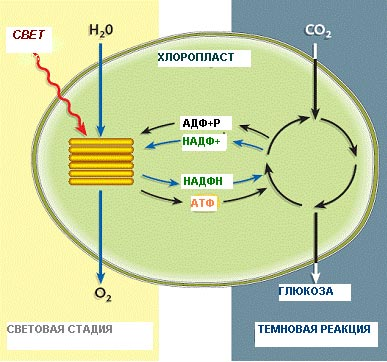 СВЕТ
H₂0
CO₂
ХЛОРОПЛАСТ
АДФ+Р
НАДФ+
НАДФН
АТФ
O₂
ГЛЮКОЗА
СВЕТОВАЯ СТАДИЯ
ТЕМНОВАЯ РЕАКЦИЯ